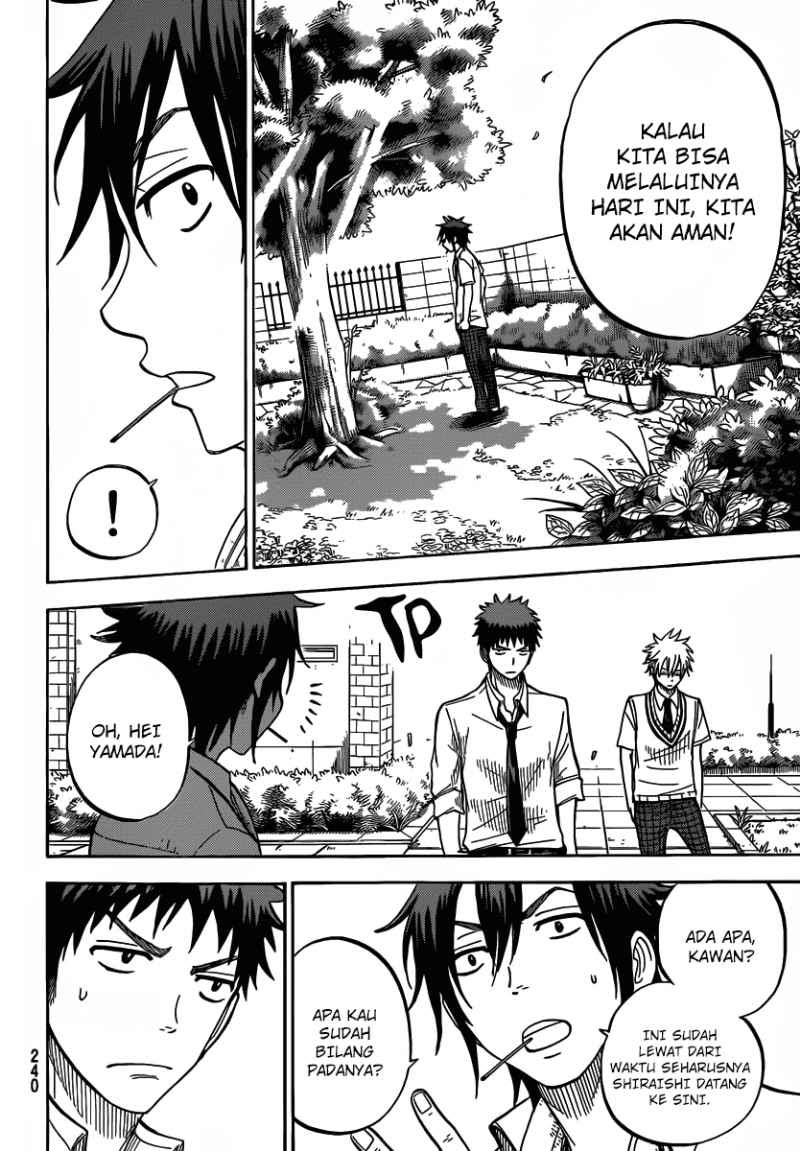 KALAU
KITA BISA
MELALUINYA
HARI INI, KITA
AKAN AMAN!
!
TP
OH, HEI
YAMADA!
ADA APA,
KAWAN?
INI SUDAH
LEWAT DARI
WAKTU SEHARUSNYA
SHIRAISHI DATANG
KE SINI.
APA KAU
SUDAH
BILANG
PADANYA?
240